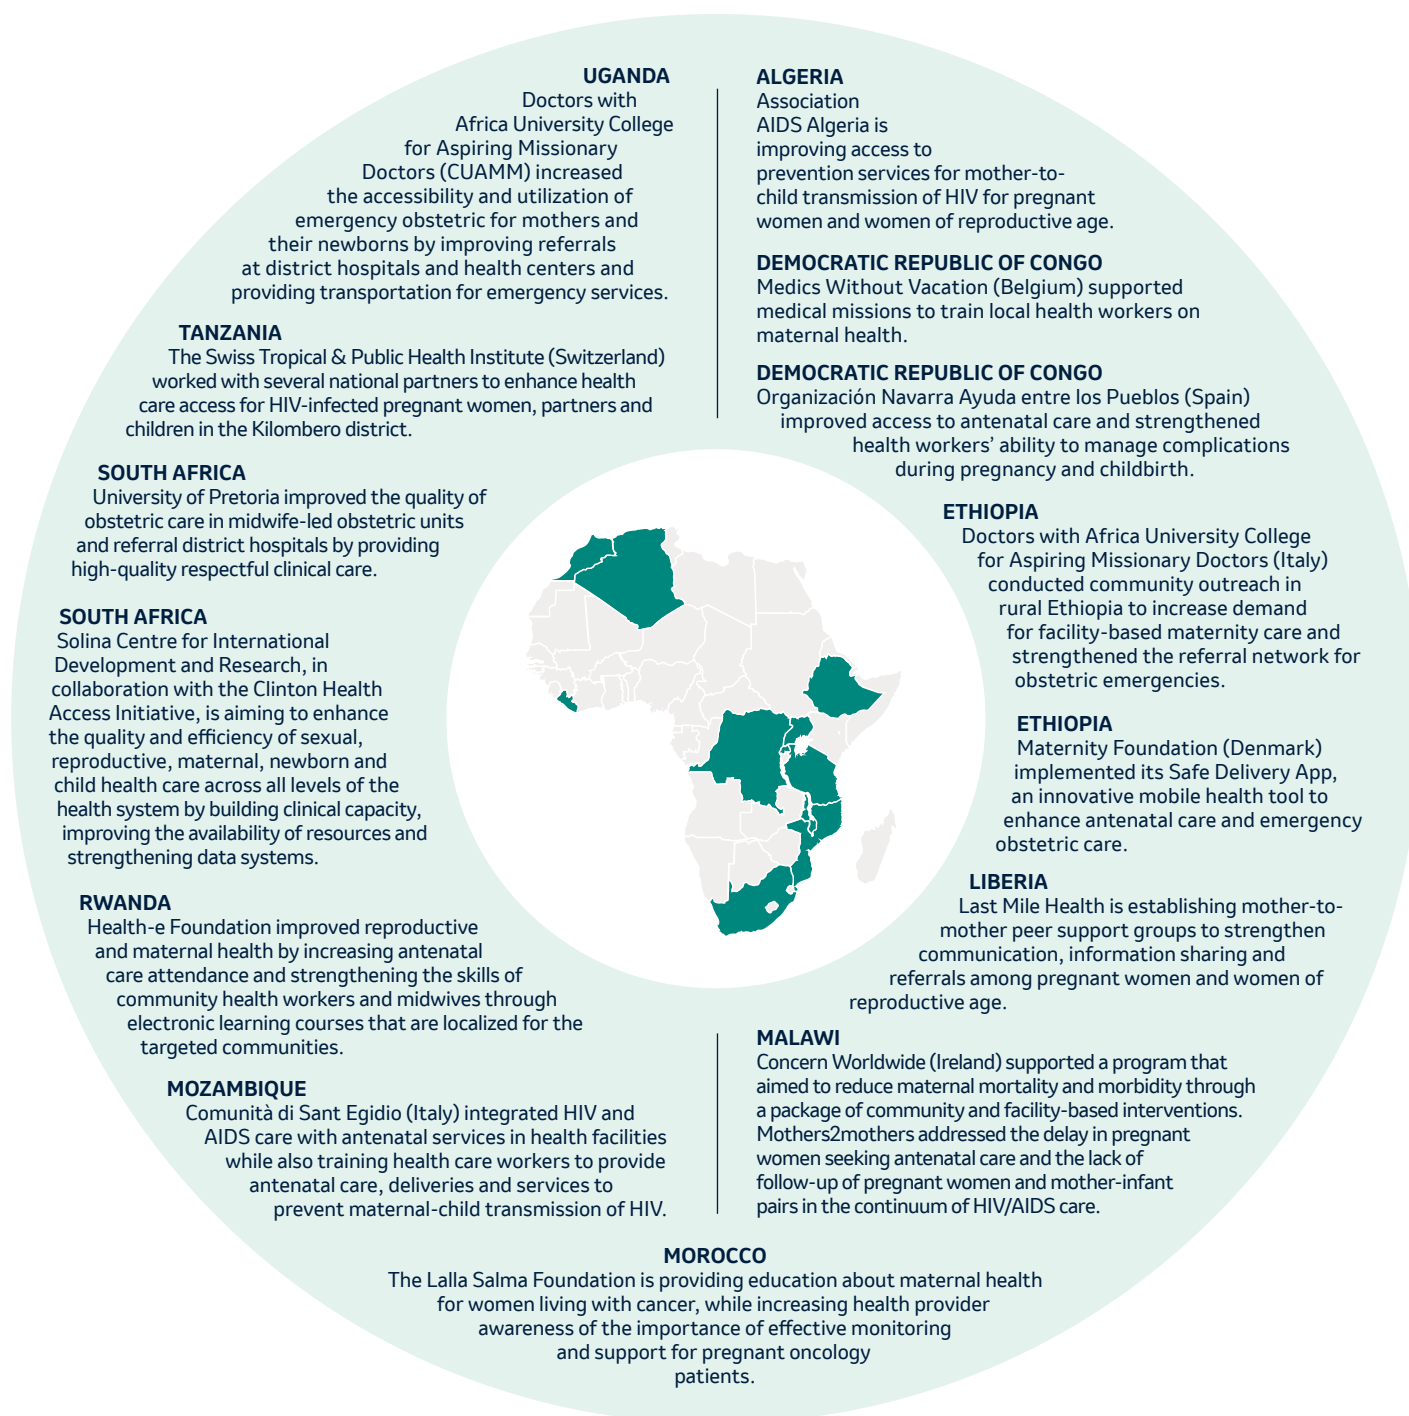 UGANDA
Doctors with
Africa University College
for Aspiring Missionary
Doctors (CUAMM) increased
the accessibility and utilization of
emergency obstetric for mothers and
their newborns by improving referrals
at district hospitals and health centers and
providing transportation for emergency services.
TANZANIA
The Swiss Tropical & Public Health Institute (Switzerland)
worked with several national partners to enhance health
care access for HIV-infected pregnant women, partners and
children in the Kilombero district.
SOUTH AFRICA
University of Pretoria improved the quality of
obstetric care in midwife-led obstetric units
and referral district hospitals by providing
high-quality respectful clinical care.
SOUTH AFRICA
Solina Centre for International
Development and Research, in
collaboration with the Clinton Health
Access Initiative, is aiming to enhance
the quality and efficiency of sexual,
reproductive, maternal, newborn and
child health care across all levels of the
health system by building clinical capacity,
improving the availability of resources and
strengthening data systems.
RWANDA
Health-e Foundation improved reproductive
and maternal health by increasing antenatal
care attendance and strengthening the skills of
community health workers and midwives through
electronic learning courses that are localized for the
targeted communities.
MOZAMBIQUE
Comunità di Sant Egidio (Italy) integrated HIV and
AIDS care with antenatal services in health facilities
while also training health care workers to provide
antenatal care, deliveries and services to
prevent maternal-child transmission of HIV.
ALGERIA
Association
AIDS Algeria is
improving access to
prevention services for mother-to-
child transmission of HIV for pregnant
women and women of reproductive age.
DEMOCRATIC REPUBLIC OF CONGO
Medics Without Vacation (Belgium) supported
medical missions to train local health workers on
maternal health.
DEMOCRATIC REPUBLIC OF CONGO
Organización Navarra Ayuda entre los Pueblos (Spain)
improved access to antenatal care and strengthened
health workers’ ability to manage complications
during pregnancy and childbirth.
ETHIOPIA
Doctors with Africa University College
for Aspiring Missionary Doctors (Italy)
conducted community outreach in
rural Ethiopia to increase demand
for facility-based maternity care and
strengthened the referral network for
obstetric emergencies.
ETHIOPIA
Maternity Foundation (Denmark)
implemented its Safe Delivery App,
an innovative mobile health tool to
enhance antenatal care and emergency
obstetric care.
LIBERIA
Last Mile Health is establishing mother-to-
mother peer support groups to strengthen
communication, information sharing and
referrals among pregnant women and women of
reproductive age.
MALAWI
Concern Worldwide (Ireland) supported a program that
aimed to reduce maternal mortality and morbidity through
a package of community and facility-based interventions.
Mothers2mothers addressed the delay in pregnant
women seeking antenatal care and the lack of
follow-up of pregnant women and mother-infant
pairs in the continuum of HIV/AIDS care.
MOROCCO
The Lalla Salma Foundation is providing education about maternal health
for women living with cancer, while increasing health provider
awareness of the importance of effective monitoring
and support for pregnant oncology
patients.